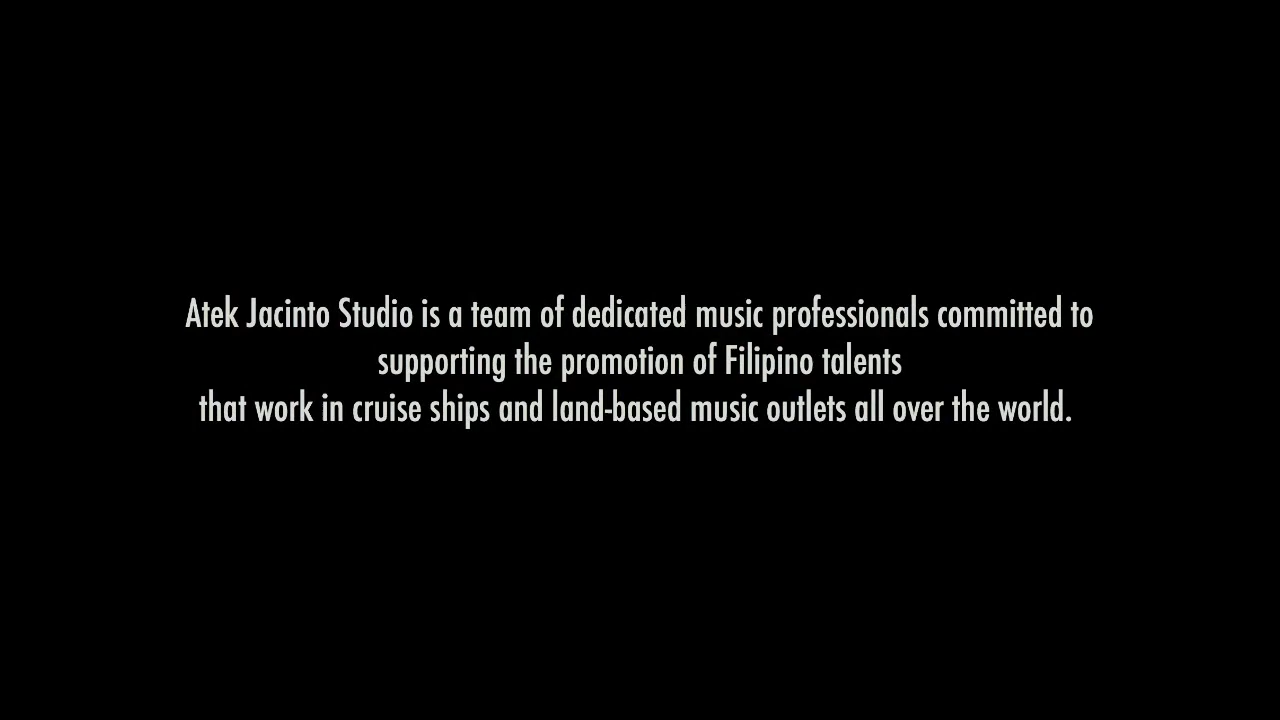 Atek Jacinto Studio is a team of dedicated music professionals committed to
supporting the promotion of Filipino talents
that work in cruise ships and land-based music outlets all over the world.